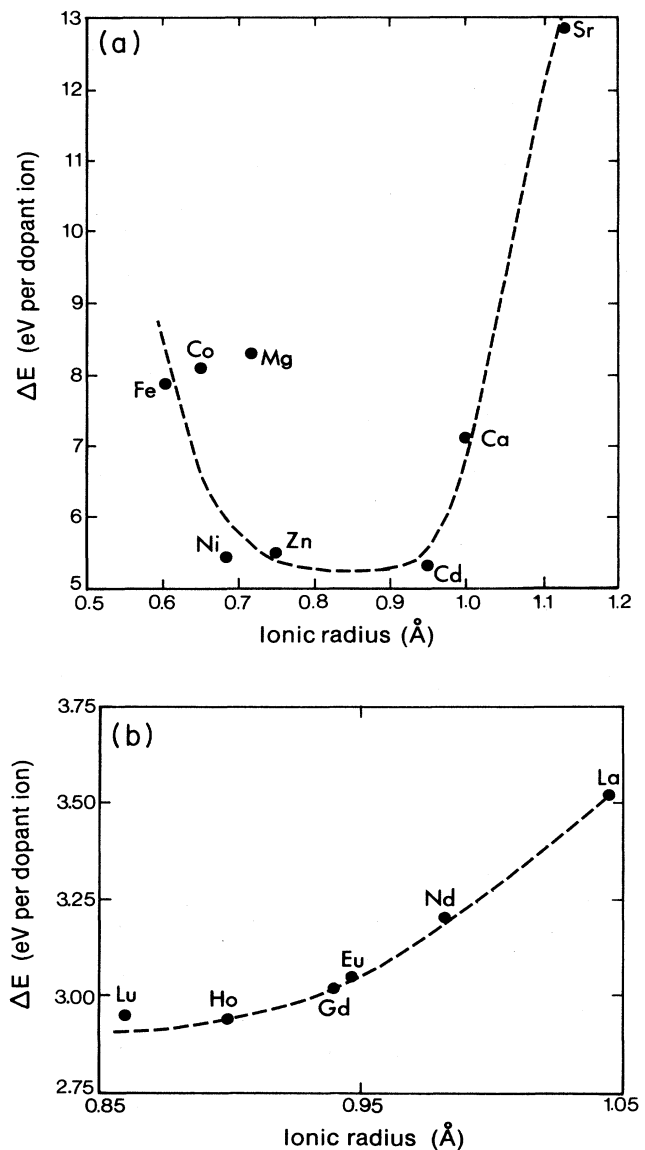 (a)
13
12
11
10
9
8
7
6
5
ΔE (eV per dopant ion)
Sr
Co
Mg
Fe
Ca
Ni
Zn
Cd
0.5 0.6 0.7 0.8 0.9 1.0 1.1 1.2
Ionic radius (Å)
(b)
3.75
3.50
3.25
3.00
2.75
ΔE (eV per dopant ion)
La
Nd
Eu
Gd
Ho
Lu
0.85 0.95 1.05
Ionic radius (Å)